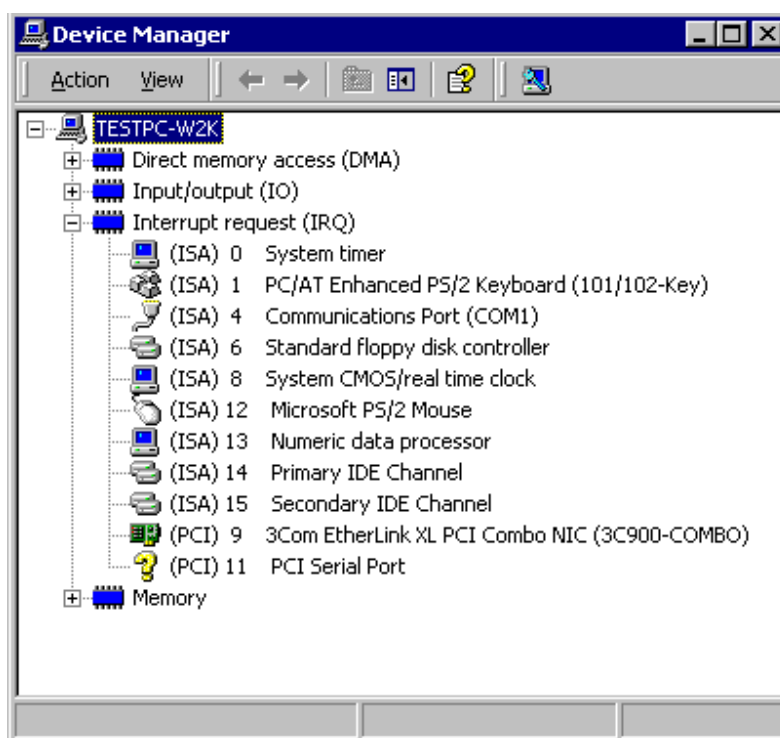 Device Manager
Action View
TESTPC-W2K
Direct memory access (DMA)
Input/output (IO)
Interrupt request (IRQ)
(ISA) 0 System timer
(ISA) 1 PC/AT Enhanced PS/2 Keyboard (101/102-Key)
(ISA) 4 Communications Port (COM1)
(ISA) 6 Standard floppy disk controller
(ISA) 8 System CMOS/real time clock
(ISA) 12 Microsoft PS/2 Mouse
(ISA) 13 Numeric data processor
(ISA) 14 Primary IDE Channel
(ISA) 15 Secondary IDE Channel
(PCI) 9 3Com EtherLink XL PCI Combo NIC (3C900-COMBO)
(PCI) 11 PCI Serial Port
Memory